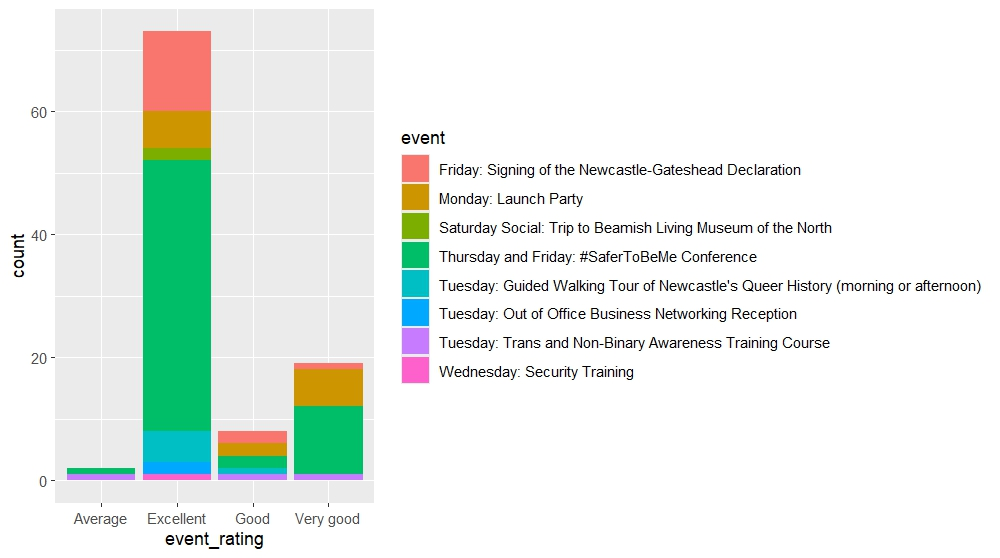 count
60
40
20
0
Average Excellent Good Very good
event_rating
event
Friday: Signing of the Newcastle-Gateshead Declaration
Monday: Launch Party
Saturday Social: Trip to Beamish Living Museum of the North
Thursday and Friday: #SaferToBeMe Conference
Tuesday: Guided Walking Tour of Newcastle's Queer History (morning or afternoon)
Tuesday: Out of Office Business Networking Reception
Tuesday: Trans and Non-Binary Awareness Training Course
Wednesday: Security Training